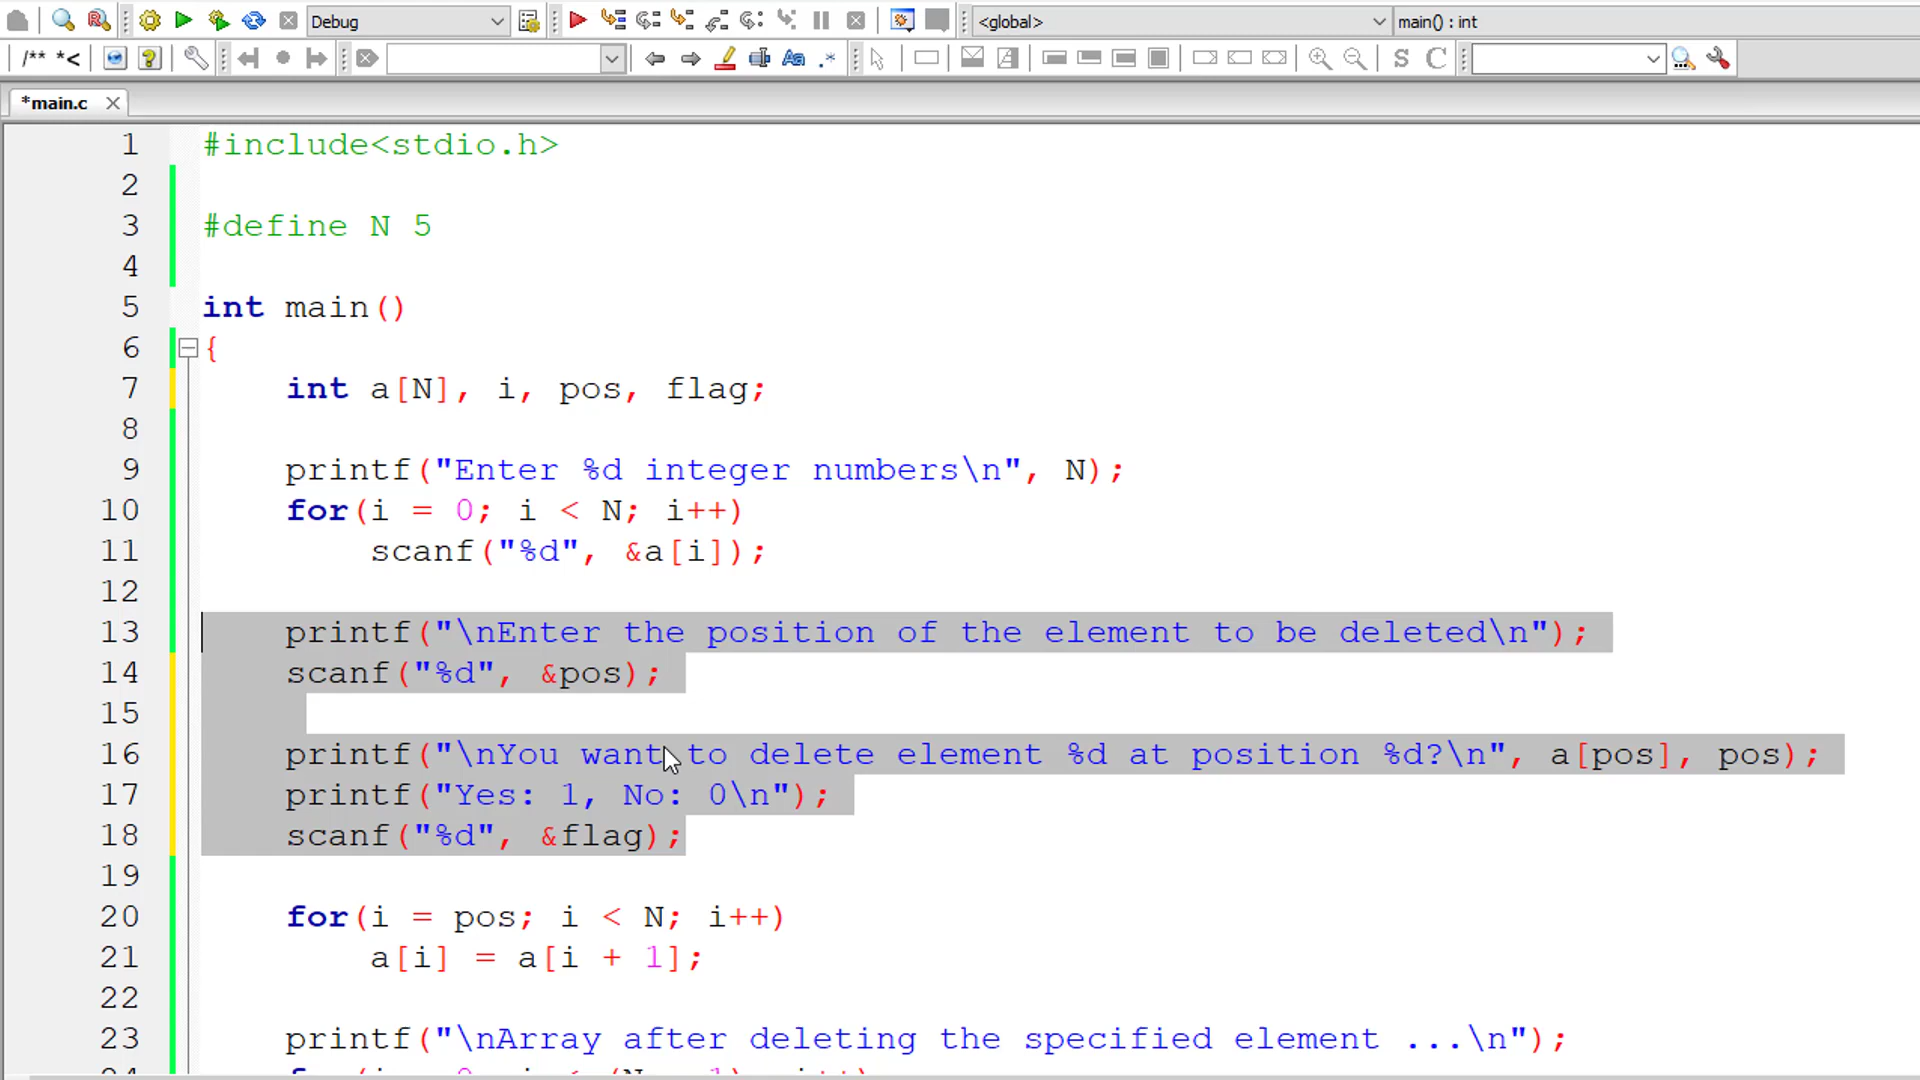 Debug
<global>
main() : int
/** *<
Aa
.*
S
C
*main.c
1 #include<stdio.h>
2
3 #define N 5
4
5 int main()
6 {
7 int a[N], i, pos, flag;
8
9 printf("Enter %d integer numbers\n", N);
10 for(i = 0; i < N; i++)
11 scanf("%d", &a[i]);
12
13 printf("\nEnter the position of the element to be deleted\n");
14 scanf("%d", &pos);
15
16 printf("\nYou want to delete element %d at position %d?\n", a[pos], pos);
17 printf("Yes: 1, No: 0\n");
18 scanf("%d", &flag);
19
20 for(i = pos; i < N; i++)
21 a[i] = a[i + 1];
22
23 printf("\nArray after deleting the specified element ...\n");